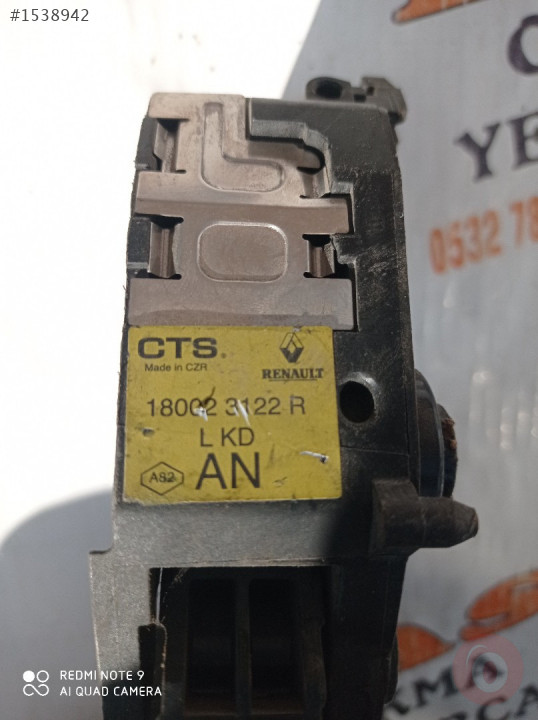 #1538942
YE
0532 78
CTS.
Made in CZR
RENAULT
18002 3122 R
L KD
A82
AN
REDMI NOTE 9
AI QUAD CAMERA